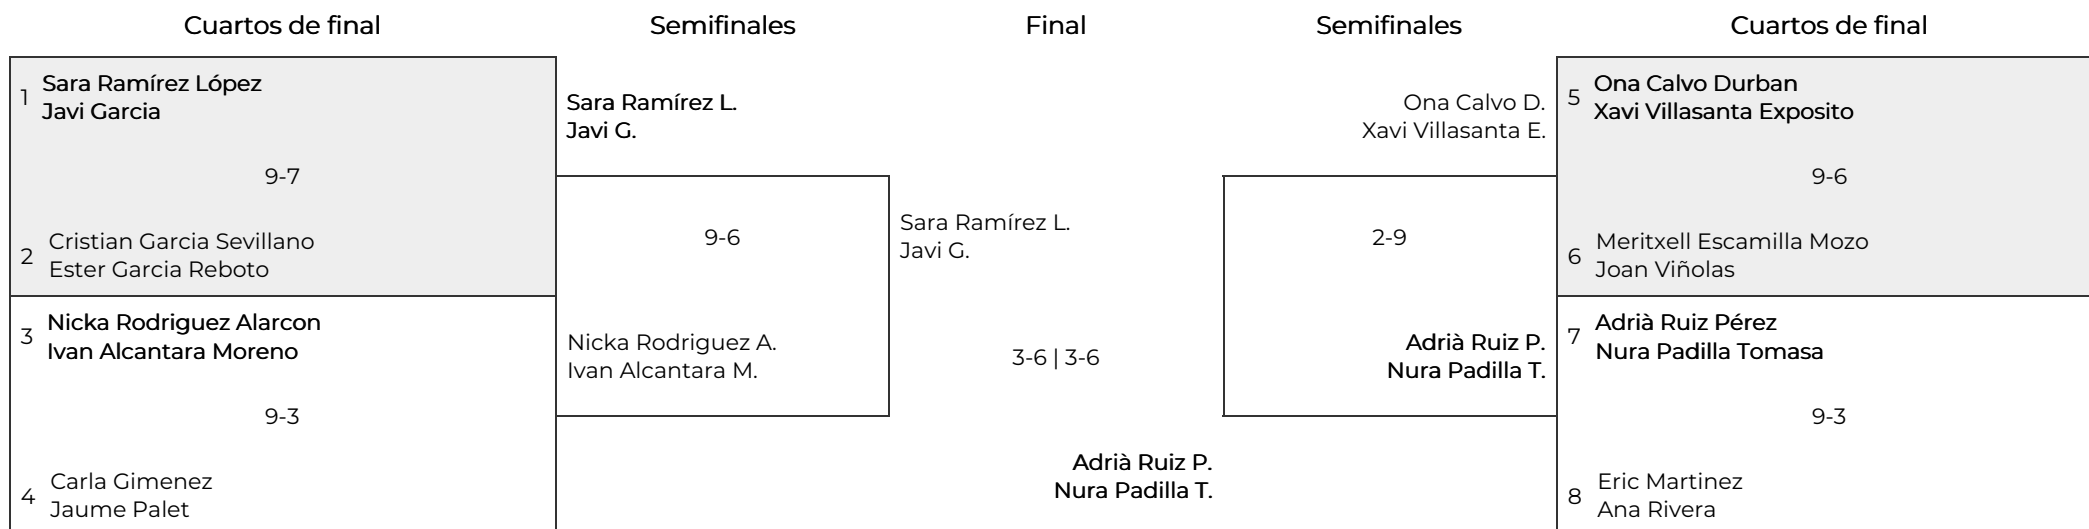 Cuartos de final
Semifinales
Final
Semifinales
Cuartos de final
1
Sara Ramírez López
Javi Garcia
9-7
2
Cristian Garcia Sevillano
Ester Garcia Reboto
3
Nicka Rodriguez Alarcon
Ivan Alcantara Moreno
9-3
4
Carla Gimenez
Jaume Palet
Sara Ramírez L.
Javi G.
9-6
Nicka Rodriguez A.
Ivan Alcantara M.
Sara Ramírez L.
Javi G.
3-6 | 3-6
Adrià Ruiz P.
Nura Padilla T.
Ona Calvo D.
Xavi Villasanta E.
2-9
Adrià Ruiz P.
Nura Padilla T.
5
Ona Calvo Durban
Xavi Villasanta Exposito
9-6
6
Meritxell Escamilla Mozo
Joan Viñolas
7
Adrià Ruiz Pérez
Nura Padilla Tomasa
9-3
8
Eric Martinez
Ana Rivera